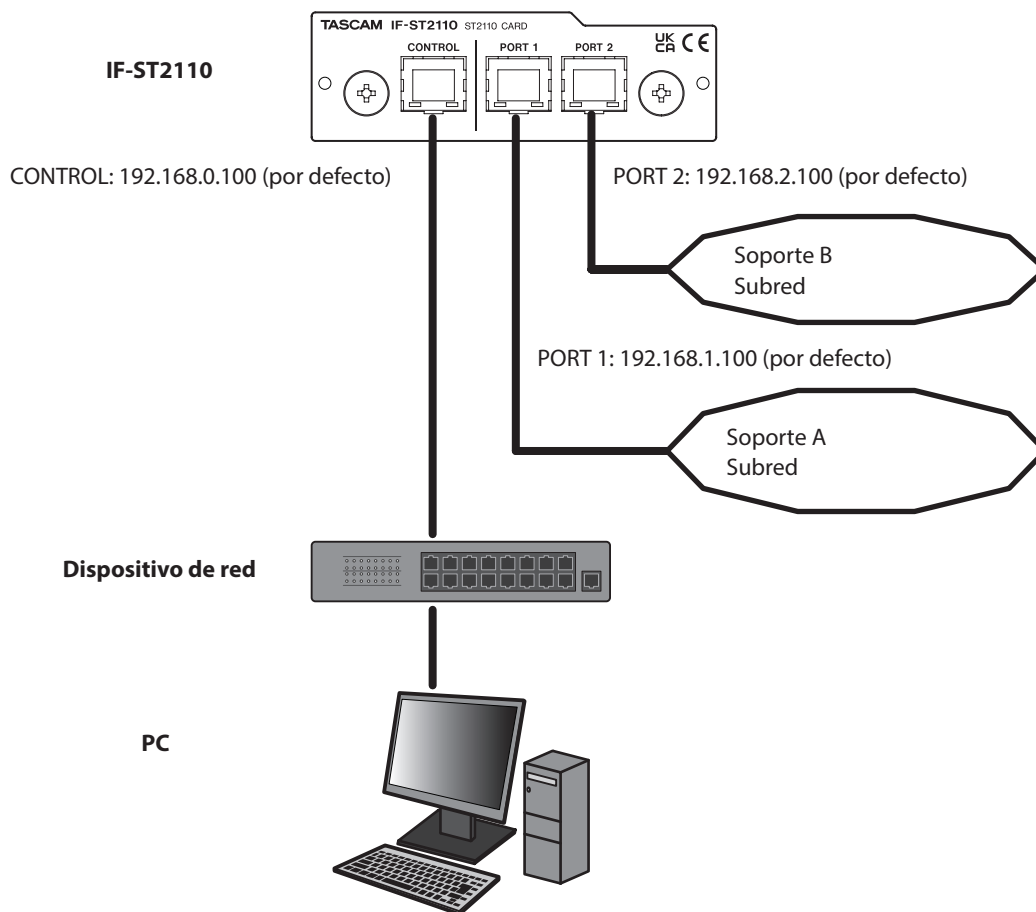 TASCAM IF-ST2110 ST2110 CARD
CONTROL PORT 1 PORT 2
UK
CA CE
IF-ST2110
CONTROL: 192.168.0.100 (por defecto)
PORT 2: 192.168.2.100 (por defecto)
Soporte B
Subred
PORT 1: 192.168.1.100 (por defecto)
Soporte A
Subred
Dispositivo de red
PC